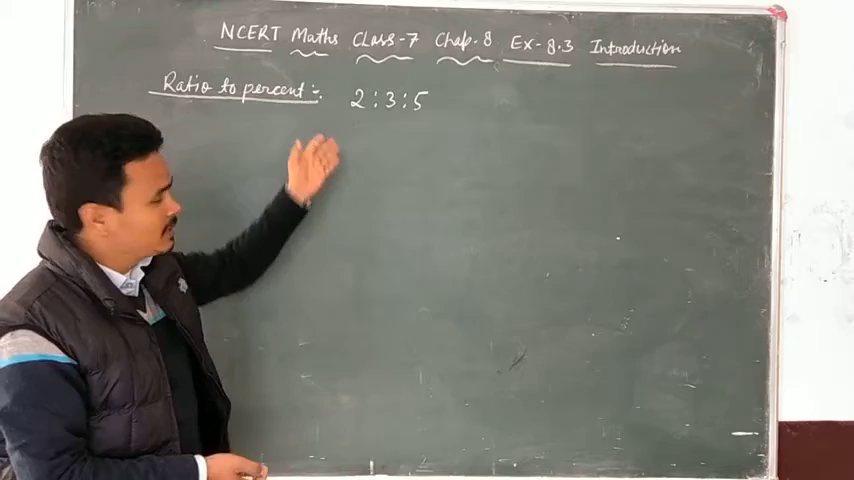 NCERT Maths Class-7 Chap. 8 Ex-8.3 Introduction
Ratio to percent :- 2:3:5